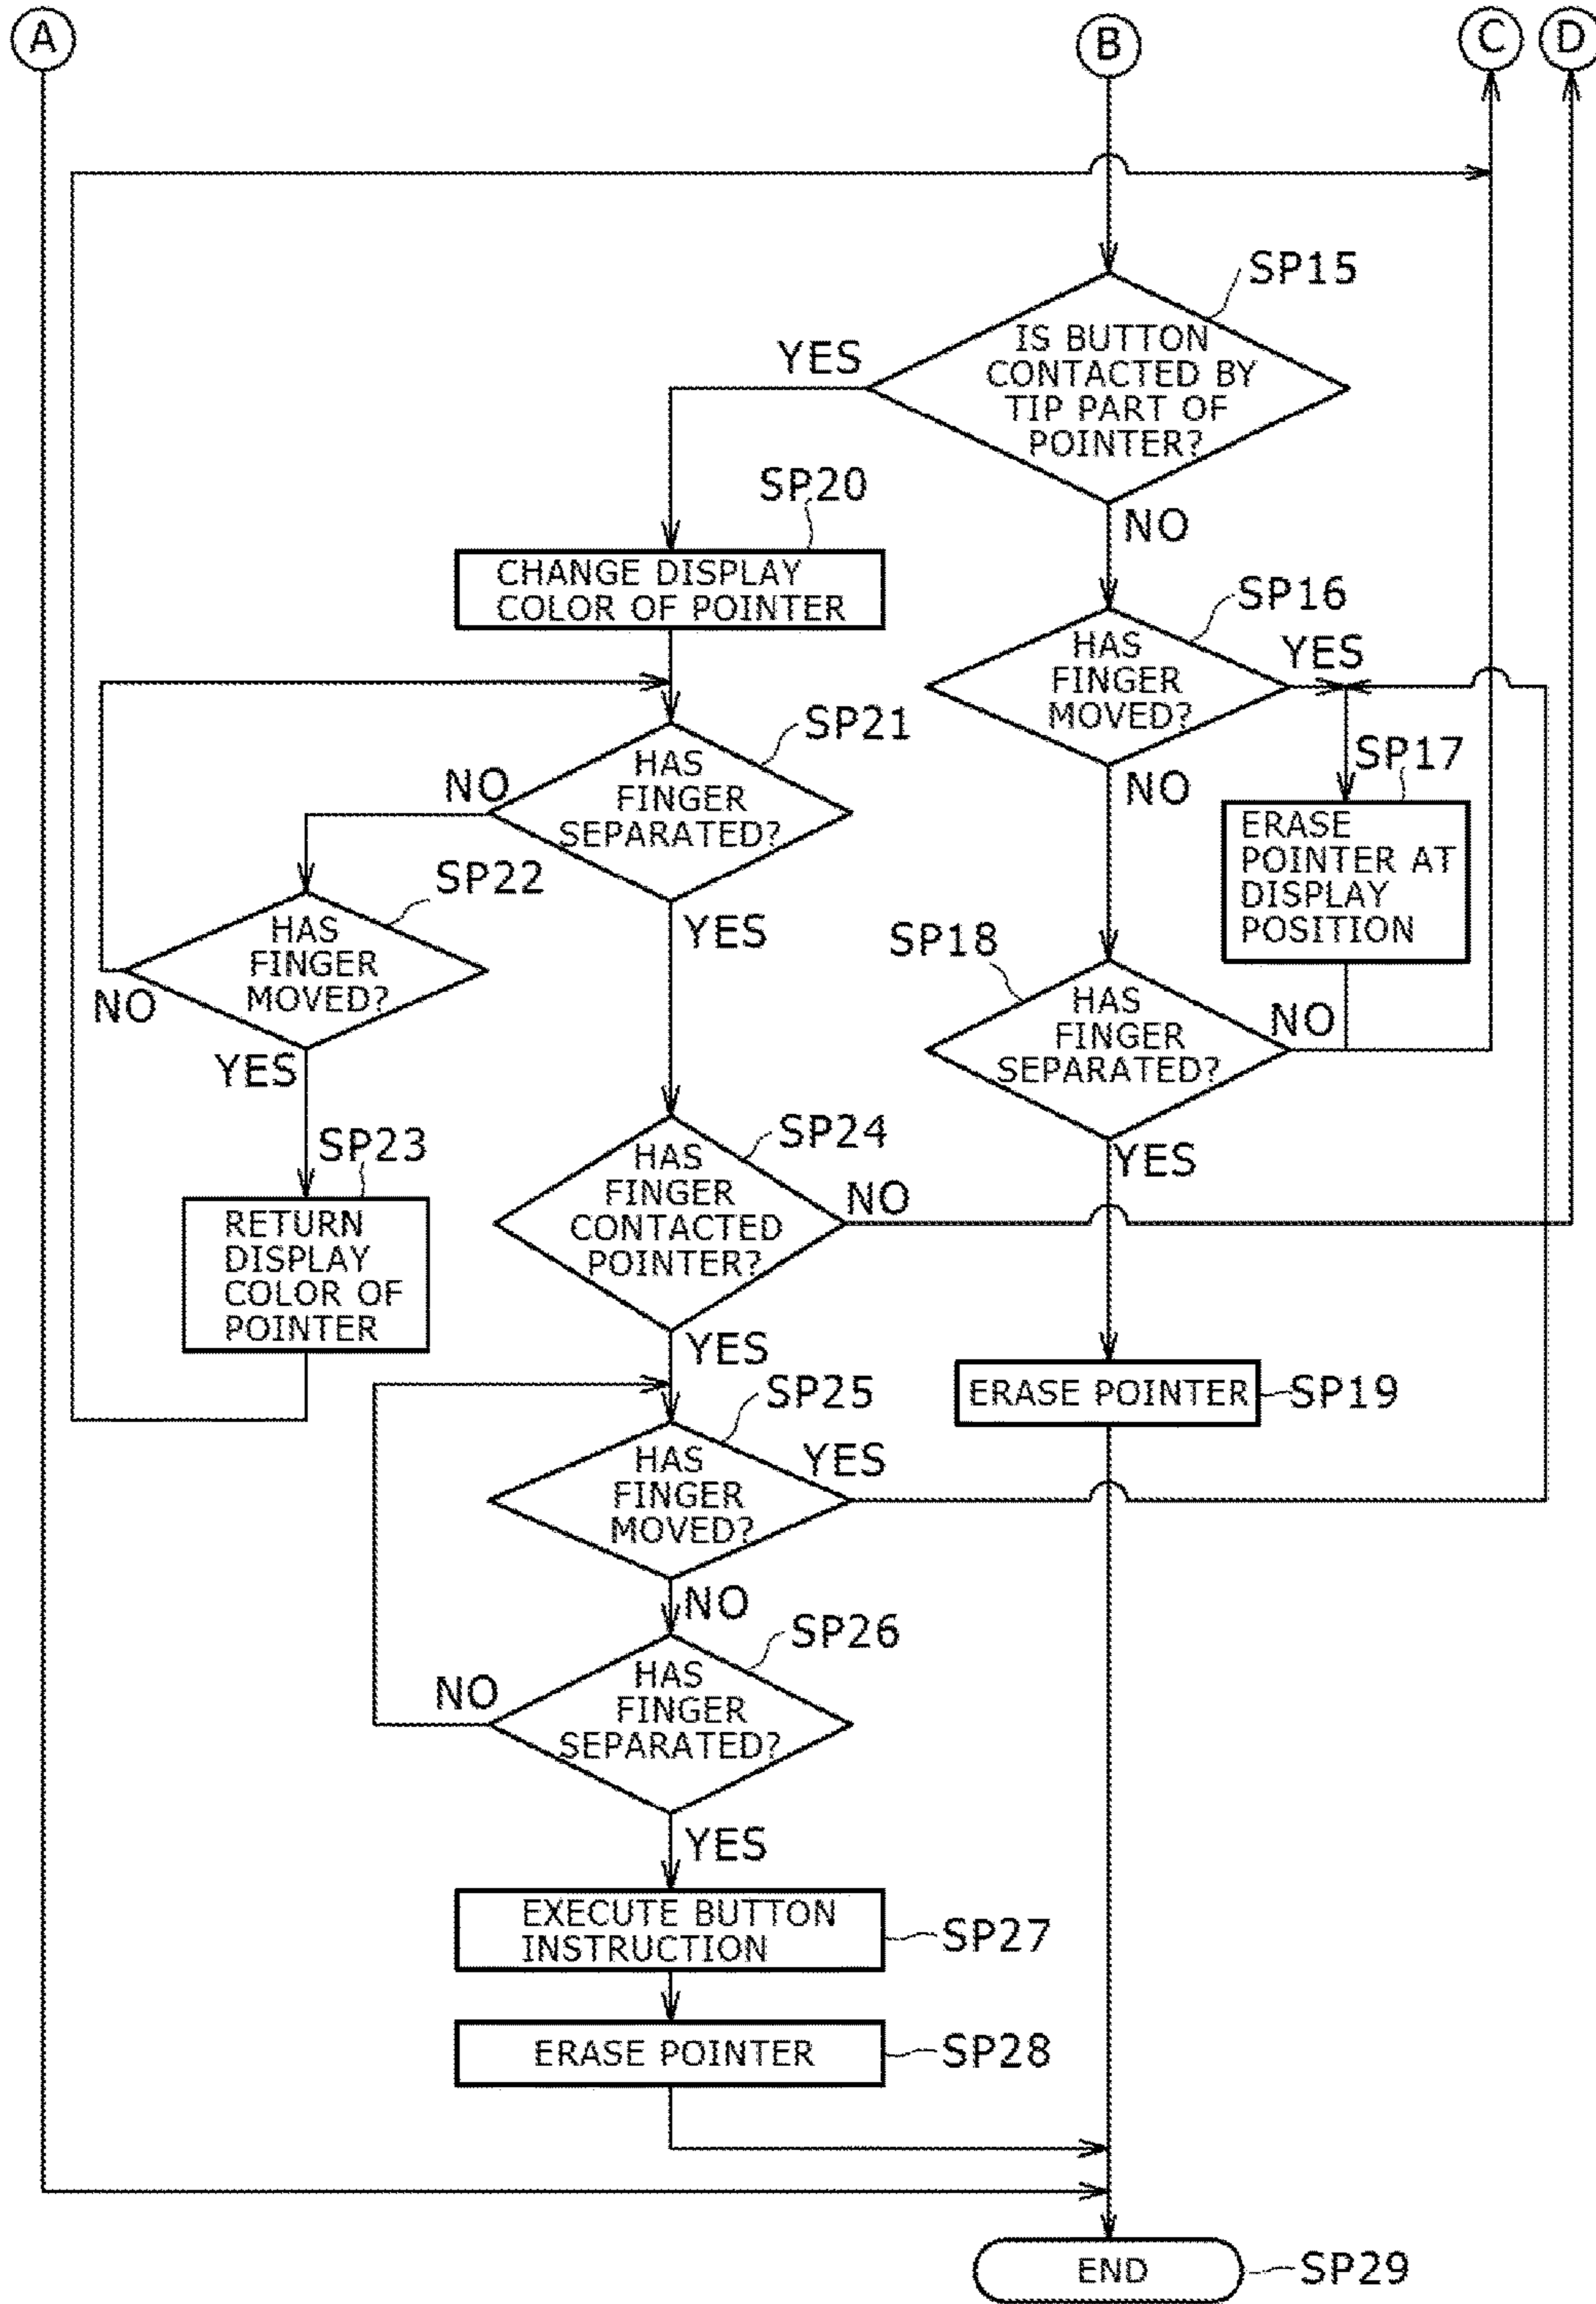 A
B
C
D
SP15
IS BUTTON
CONTACTED BY
TIP PART OF
POINTER?
YES
NO
SP20
CHANGE DISPLAY
COLOR OF POINTER
SP16
HAS
FINGER
MOVED?
YES
NO
SP17
ERASE
POINTER AT
DISPLAY
POSITION
SP21
HAS
FINGER
SEPARATED?
NO
YES
SP22
HAS
FINGER
MOVED?
NO
YES
SP18
HAS
FINGER
SEPARATED?
NO
YES
SP23
RETURN
DISPLAY
COLOR OF
POINTER
SP24
HAS
FINGER
CONTACTED
POINTER?
NO
YES
ERASE POINTER
SP19
SP25
HAS
FINGER
MOVED?
YES
NO
SP26
HAS
FINGER
SEPARATED?
NO
YES
EXECUTE BUTTON
INSTRUCTION
SP27
ERASE POINTER
SP28
END
SP29